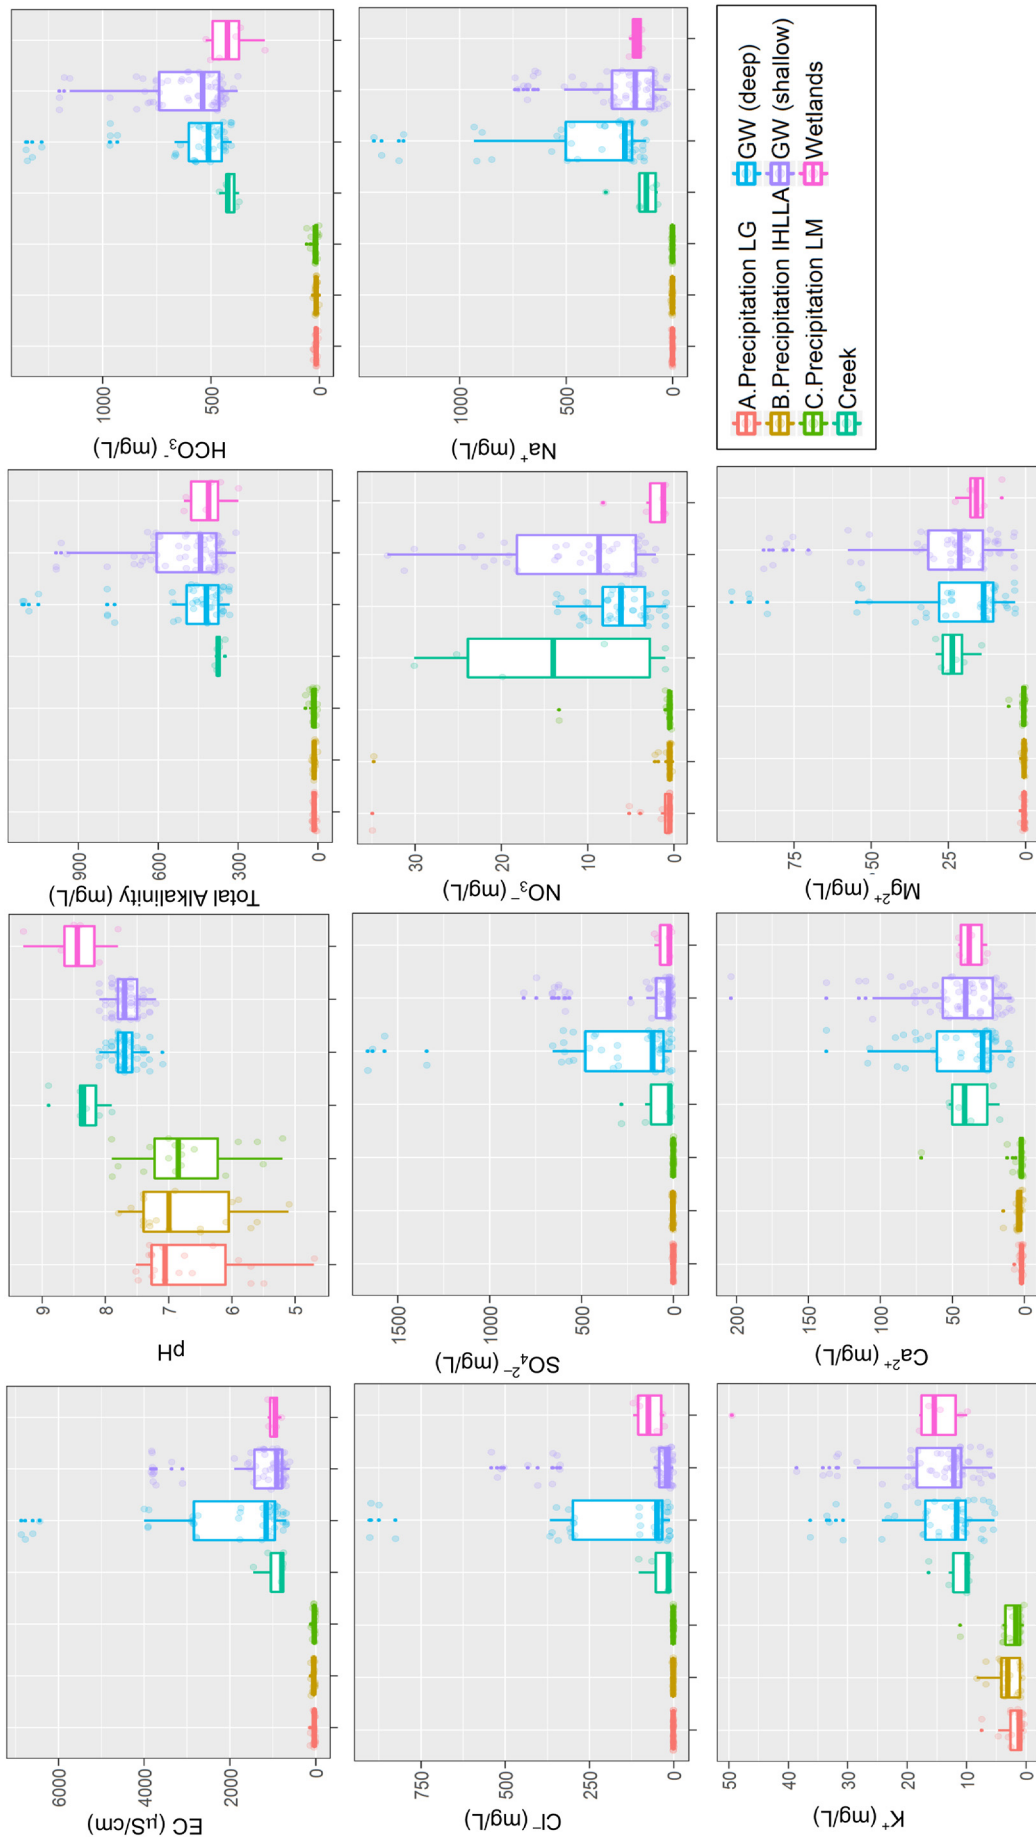 EC (µS/cm)
6000
4000
2000
0
pH
9
8
7
6
5
Total Alkalinity (mg/L)
900
600
300
0
HCO₃⁻ (mg/L)
1000
500
0
Cl⁻ (mg/L)
750
500
250
0
SO₄²⁻ (mg/L)
1500
1000
500
0
NO₃⁻ (mg/L)
30
20
10
0
Na⁺ (mg/L)
1000
500
0
K⁺ (mg/L)
50
40
30
20
10
0
Ca²⁺ (mg/L)
200
150
100
50
0
Mg²⁺ (mg/L)
75
50
25
0
A.Precipitation LG
B.Precipitation IHLLA
C.Precipitation LM
Creek
GW (deep)
GW (shallow)
Wetlands